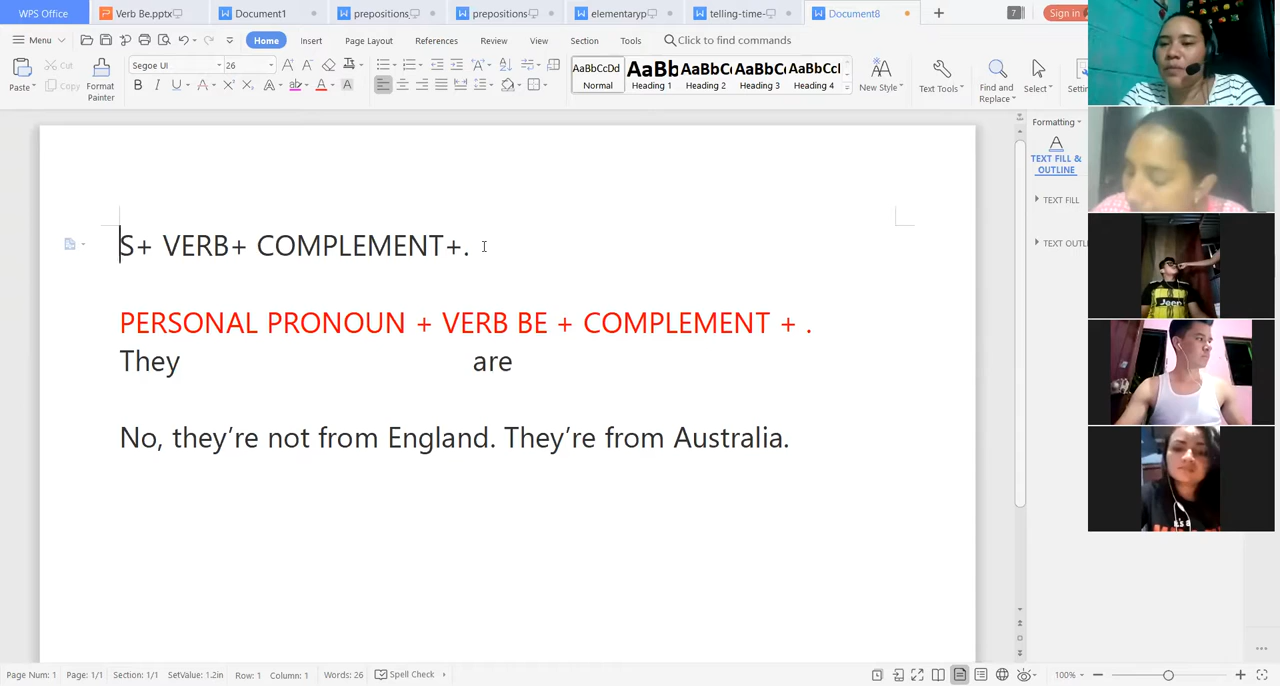 WPS Office Verb Be.pptx Document1 prepositions prepositions elementaryp telling-time- Document8 + 7 Sign in
Menu Home Insert Page Layout References Review View Section Tools Click to find commands
Paste Cut Copy Format Painter Segoe UI 26 AaBbCcDd Normal AaBb Heading 1 AaBbC Heading 2 AaBbC Heading 3 AaBbCcI Heading 4 New Style Text Tools Find and Replace Select
Formatting
TEXT FILL & OUTLINE
TEXT FILL
TEXT OUTL
S+ VERB+ COMPLEMENT+.
PERSONAL PRONOUN + VERB BE + COMPLEMENT + .
They are
No, they’re not from England. They’re from Australia.
Jeep
Page Num: 1 Page: 1/1 Section: 1/1 SetValue: 1.2in Row: 1 Column: 1 Words: 26 Spell Check 100%